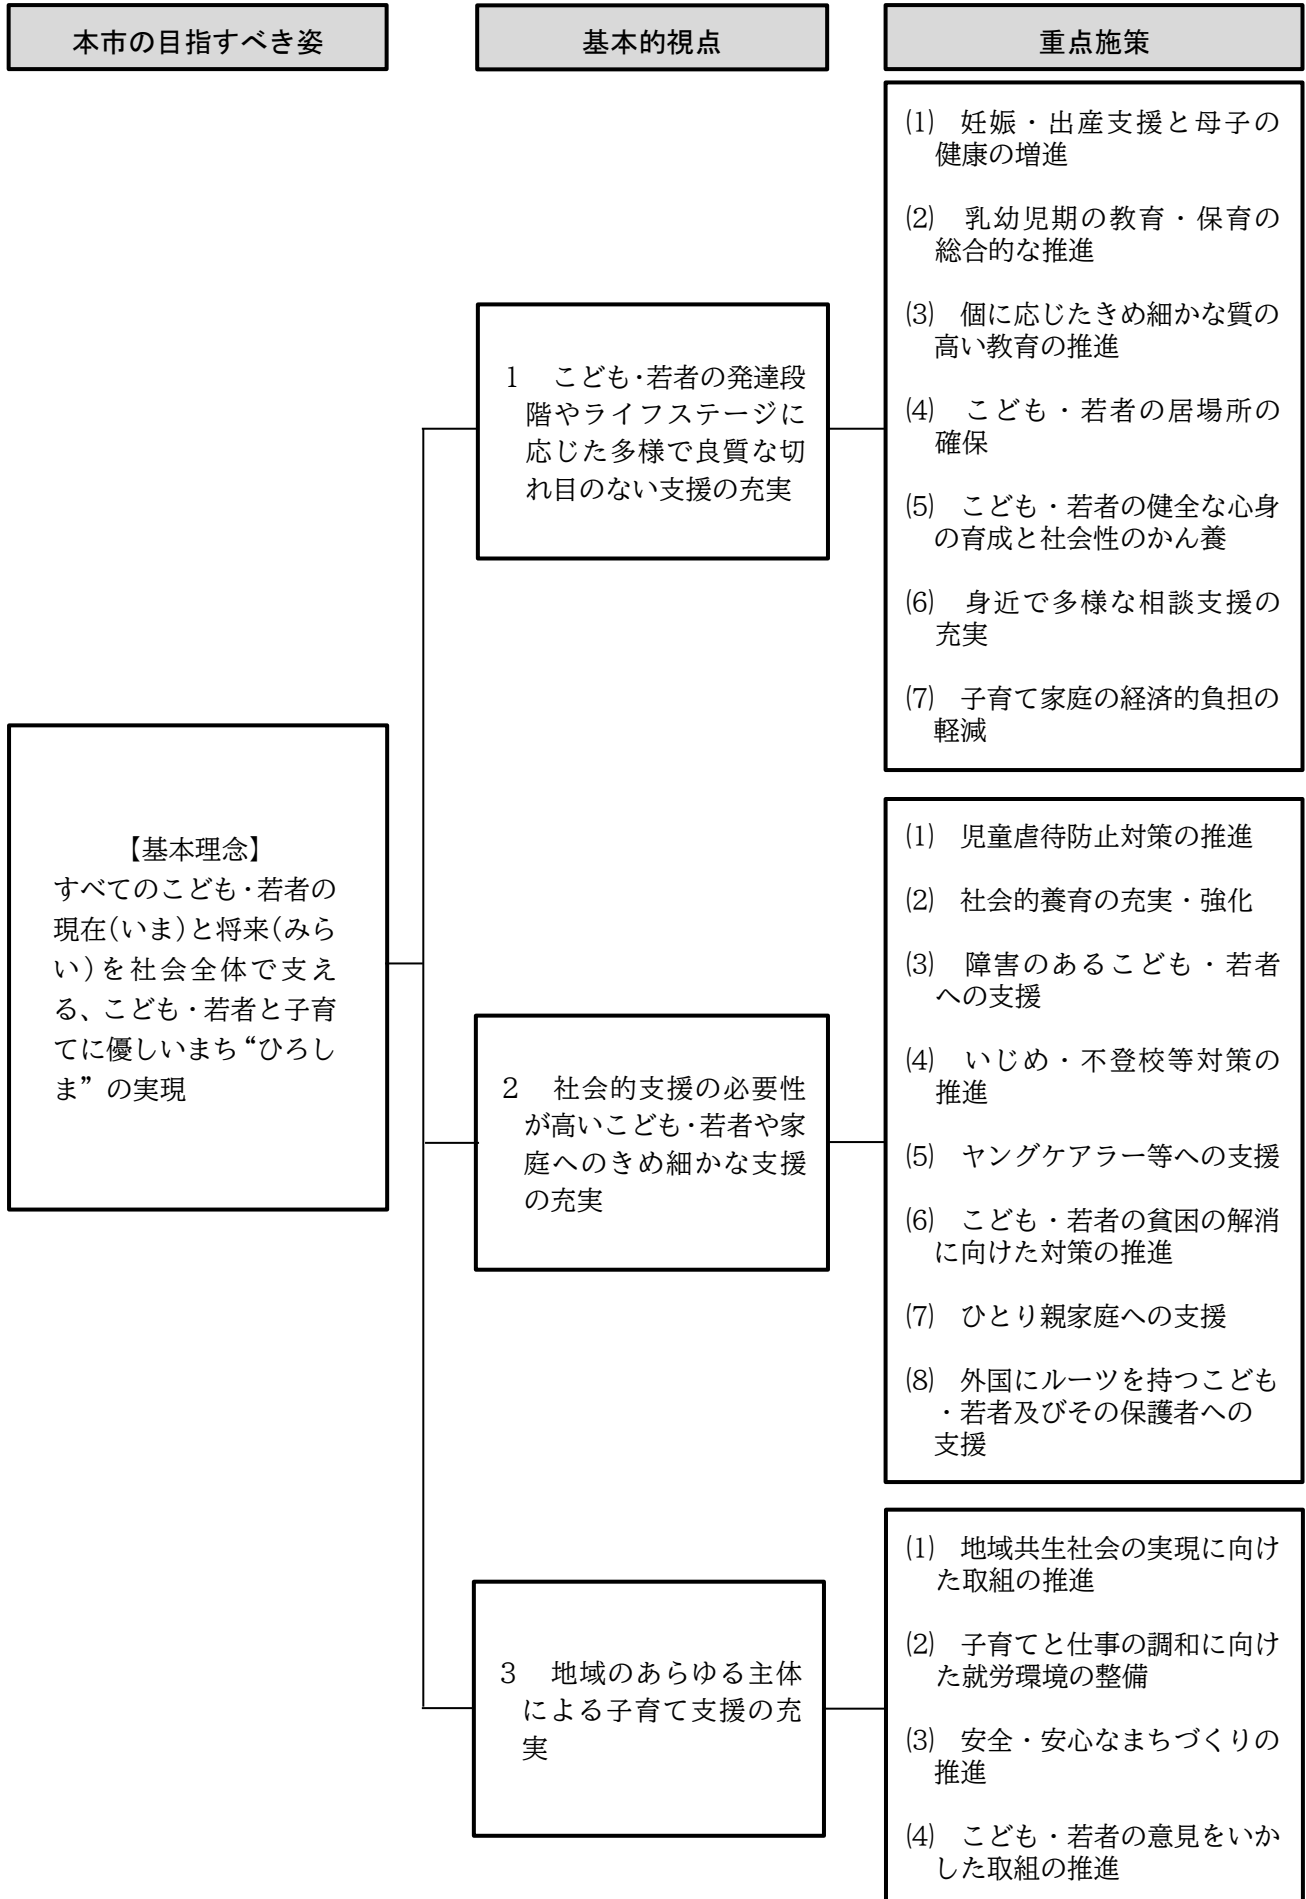 本市の目指すべき姿
基本的視点
重点施策
【基本理念】
すべてのこども・若者の
現在(いま)と将来(みら
い)を社会全体で支え
る、こども・若者と子育
てに優しいまち“ひろし
ま”の実現
1 こども・若者の発達段
階やライフステージに
応じた多様で良質な切
れ目のない支援の充実
⑴ 妊娠・出産支援と母子の
健康の増進
⑵ 乳幼児期の教育・保育の
総合的な推進
⑶ 個に応じたきめ細かな質の
高い教育の推進
⑷ こども・若者の居場所の
確保
⑸ こども・若者の健全な心身
の育成と社会性のかん養
⑹ 身近で多様な相談支援の
充実
⑺ 子育て家庭の経済的負担の
軽減
2 社会的支援の必要性
が高いこども・若者や家
庭へのきめ細かな支援
の充実
⑴ 児童虐待防止対策の推進
⑵ 社会的養育の充実・強化
⑶ 障害のあるこども・若者
への支援
⑷ いじめ・不登校等対策の
推進
⑸ ヤングケアラー等への支援
⑹ こども・若者の貧困の解消
に向けた対策の推進
⑺ ひとり親家庭への支援
⑻ 外国にルーツを持つこども
・若者及びその保護者への
支援
3 地域のあらゆる主体
による子育て支援の充
実
⑴ 地域共生社会の実現に向け
た取組の推進
⑵ 子育てと仕事の調和に向け
た就労環境の整備
⑶ 安全・安心なまちづくりの
推進
⑷ こども・若者の意見をいか
した取組の推進